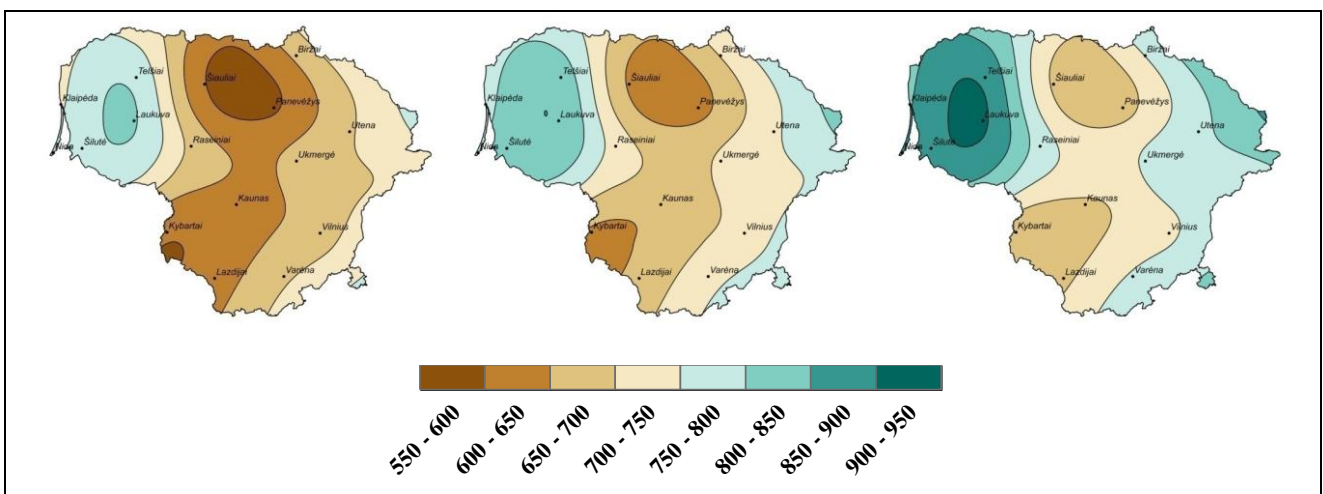 Biržai
Telšiai
Šiauliai
Klaipėda
Panevėžys
Laukuva
Utena
Nida
Šilutė
Raseiniai
Ukmergė
Kaunas
Kybartai
Vilnius
Lazdijai
Varėna
Biržai
Telšiai
Šiauliai
Klaipėda
Panevėžys
Laukuva
Utena
Nida
Šilutė
Raseiniai
Ukmergė
Kaunas
Kybartai
Vilnius
Lazdijai
Varėna
Biržai
Telšiai
Šiauliai
Klaipėda
Panevėžys
Laukuva
Utena
Nida
Šilutė
Raseiniai
Ukmergė
Kaunas
Kybartai
Vilnius
Lazdijai
Varėna
550 - 600
600 - 650
650 - 700
700 - 750
750 - 800
800 - 850
850 - 900
900 - 950